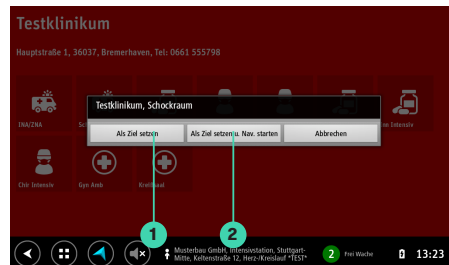 Testklinikum
Hauptstraße 1, 36037, Bremerhaven, Tel: 0661 555798
Testklinikum, Schockraum
Als Ziel setzen
Als Ziel setzen u. Nav. starten
Abbrechen
INA/ZNA
Intensiv
Chir Intensiv
Gyn Amb
Kreißsaal
1
2
Musterbau GmbH, Intensivstation, Stuttgart-
Mitte, Keltenstraße 12, Herz-/Kreislauf *TEST*
2
Frei Wache
13:23